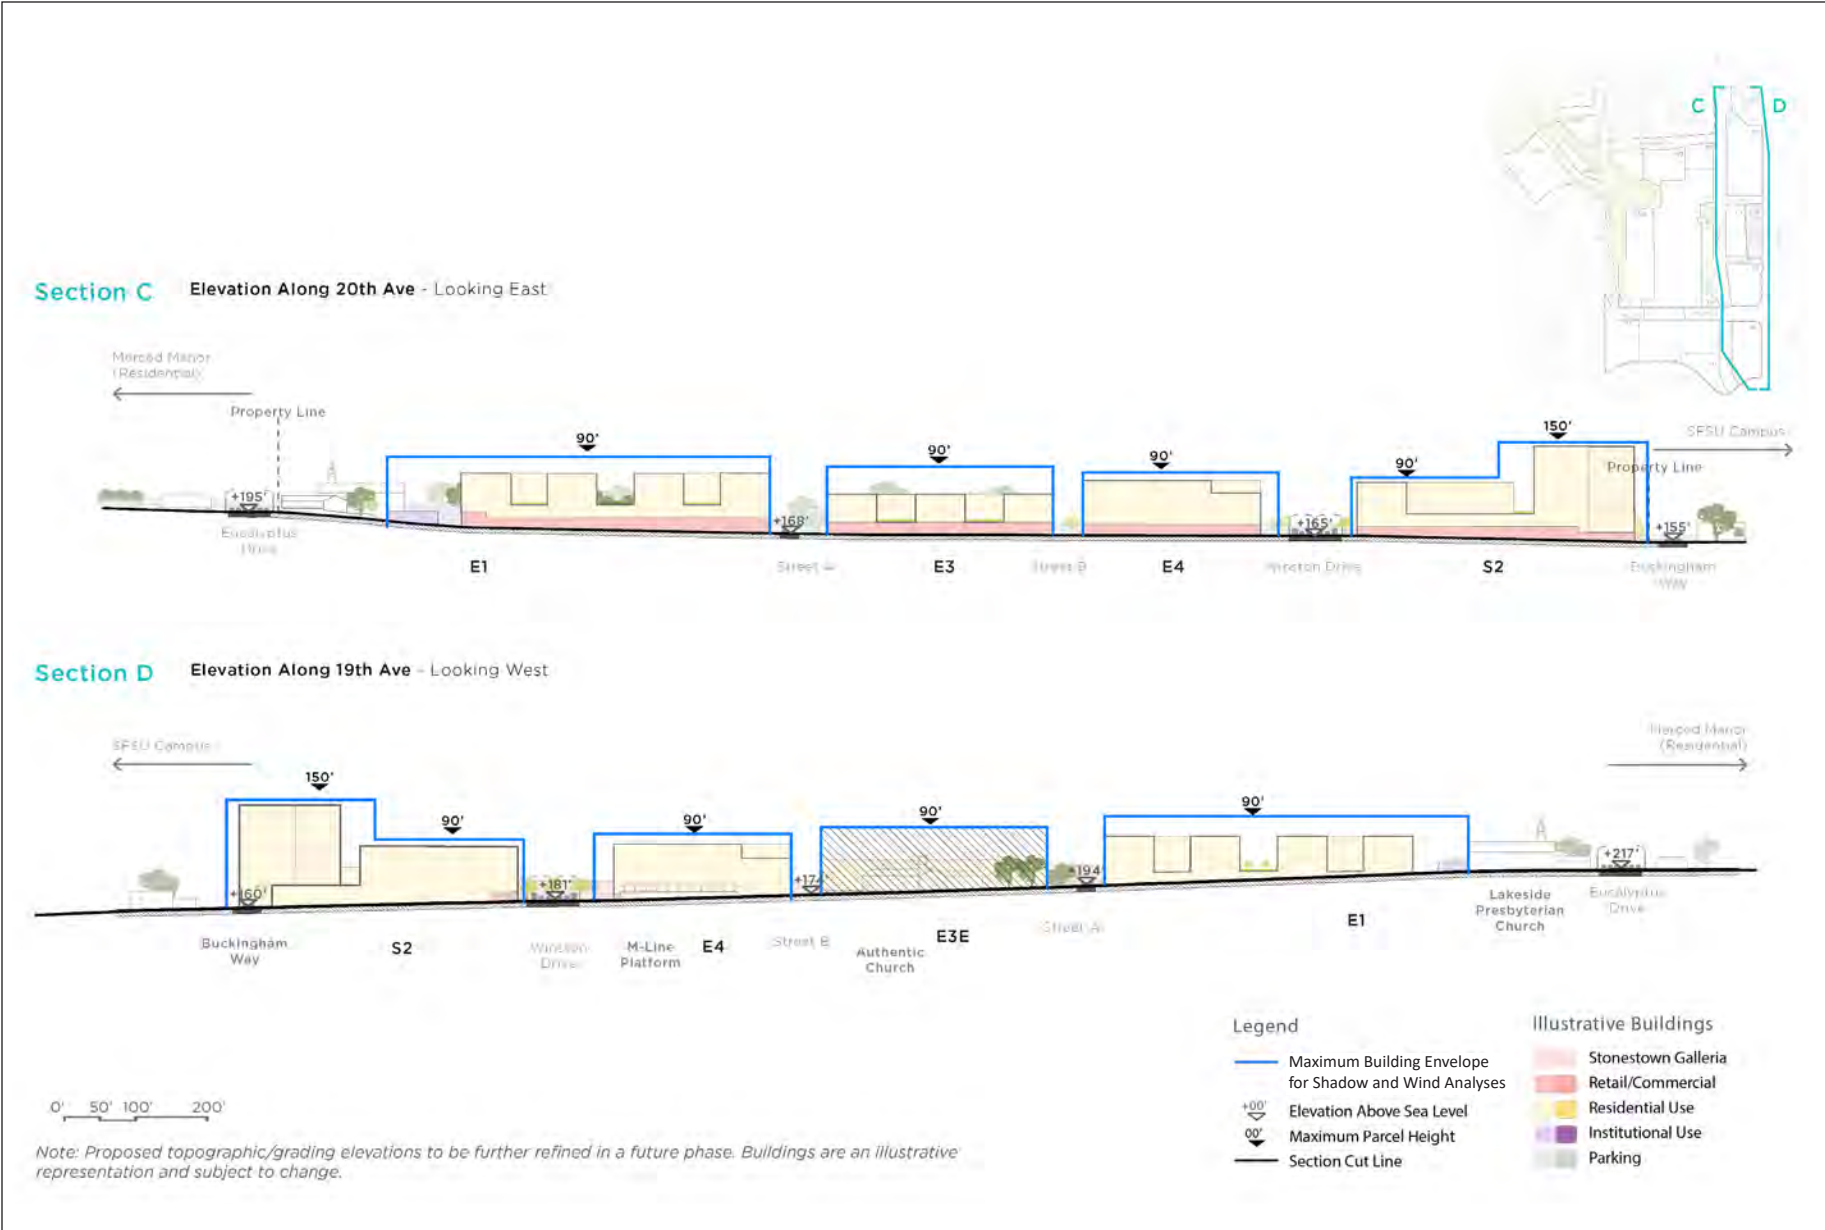 C D
Section C Elevation Along 20th Ave - Looking East
Merced Manor
(Residential)
Property Line
90'
90'
90'
90'
150'
SFSU Campus
Property Line
+195'
+168'
+165'
+155'
Eucalyptus
Drive
E1
Street A
E3
Street B
E4
Winston Drive
S2
Buckingham
Way
Section D Elevation Along 19th Ave - Looking West
SFSU Campus
Merced Manor
(Residential)
150'
90'
90'
90'
90'
+160'
+181'
+174'
+194'
+217'
Buckingham
Way
S2
Winston
Drive
M-Line
Platform
E4
Street B
Authentic
Church
E3E
Street A
E1
Lakeside
Presbyterian
Church
Eucalyptus
Drive
Legend
Maximum Building Envelope
for Shadow and Wind Analyses
+00' Elevation Above Sea Level
00' Maximum Parcel Height
Section Cut Line
Illustrative Buildings
Stonestown Galleria
Retail/Commercial
Residential Use
Institutional Use
Parking
0' 50' 100' 200'
Note: Proposed topographic/grading elevations to be further refined in a future phase. Buildings are an illustrative
representation and subject to change.